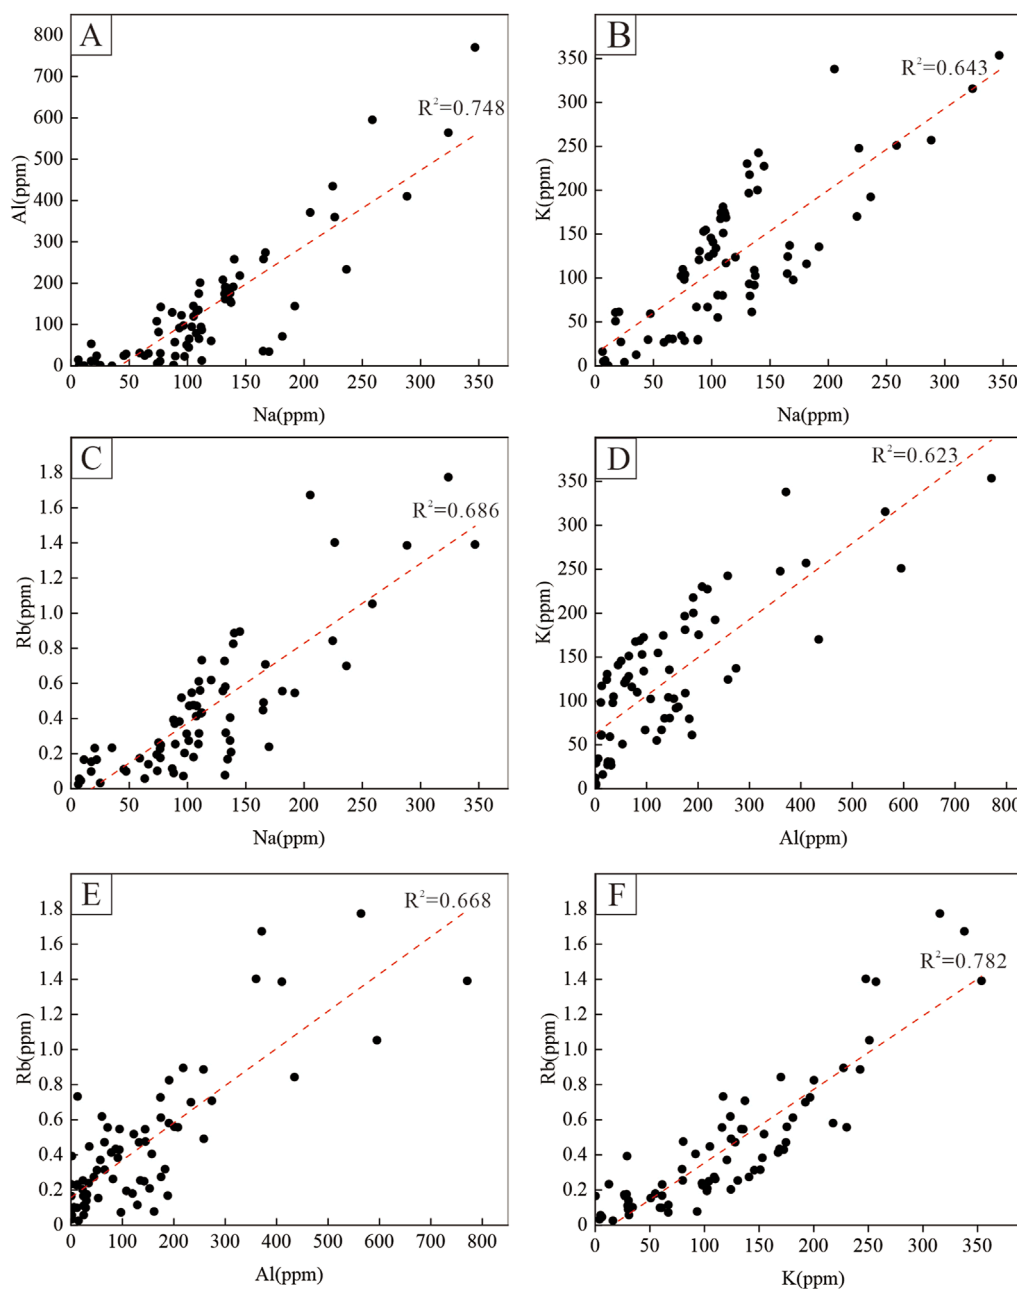 A
R²=0.748
Al(ppm)
800
700
600
500
400
300
200
100
0
0 50 100 150 200 250 300 350
Na(ppm)
B
R²=0.643
K(ppm)
350
300
250
200
150
100
50
0
0 50 100 150 200 250 300 350
Na(ppm)
C
R²=0.686
Rb(ppm)
1.8
1.6
1.4
1.2
1.0
0.8
0.6
0.4
0.2
0
0 50 100 150 200 250 300 350
Na(ppm)
D
R²=0.623
K(ppm)
350
300
250
200
150
100
50
0
0 100 200 300 400 500 600 700 800
Al(ppm)
E
R²=0.668
Rb(ppm)
1.8
1.6
1.4
1.2
1.0
0.8
0.6
0.4
0.2
0
0 100 200 300 400 500 600 700 800
Al(ppm)
F
R²=0.782
Rb(ppm)
1.8
1.6
1.4
1.2
1.0
0.8
0.6
0.4
0.2
0
0 50 100 150 200 250 300 350
K(ppm)